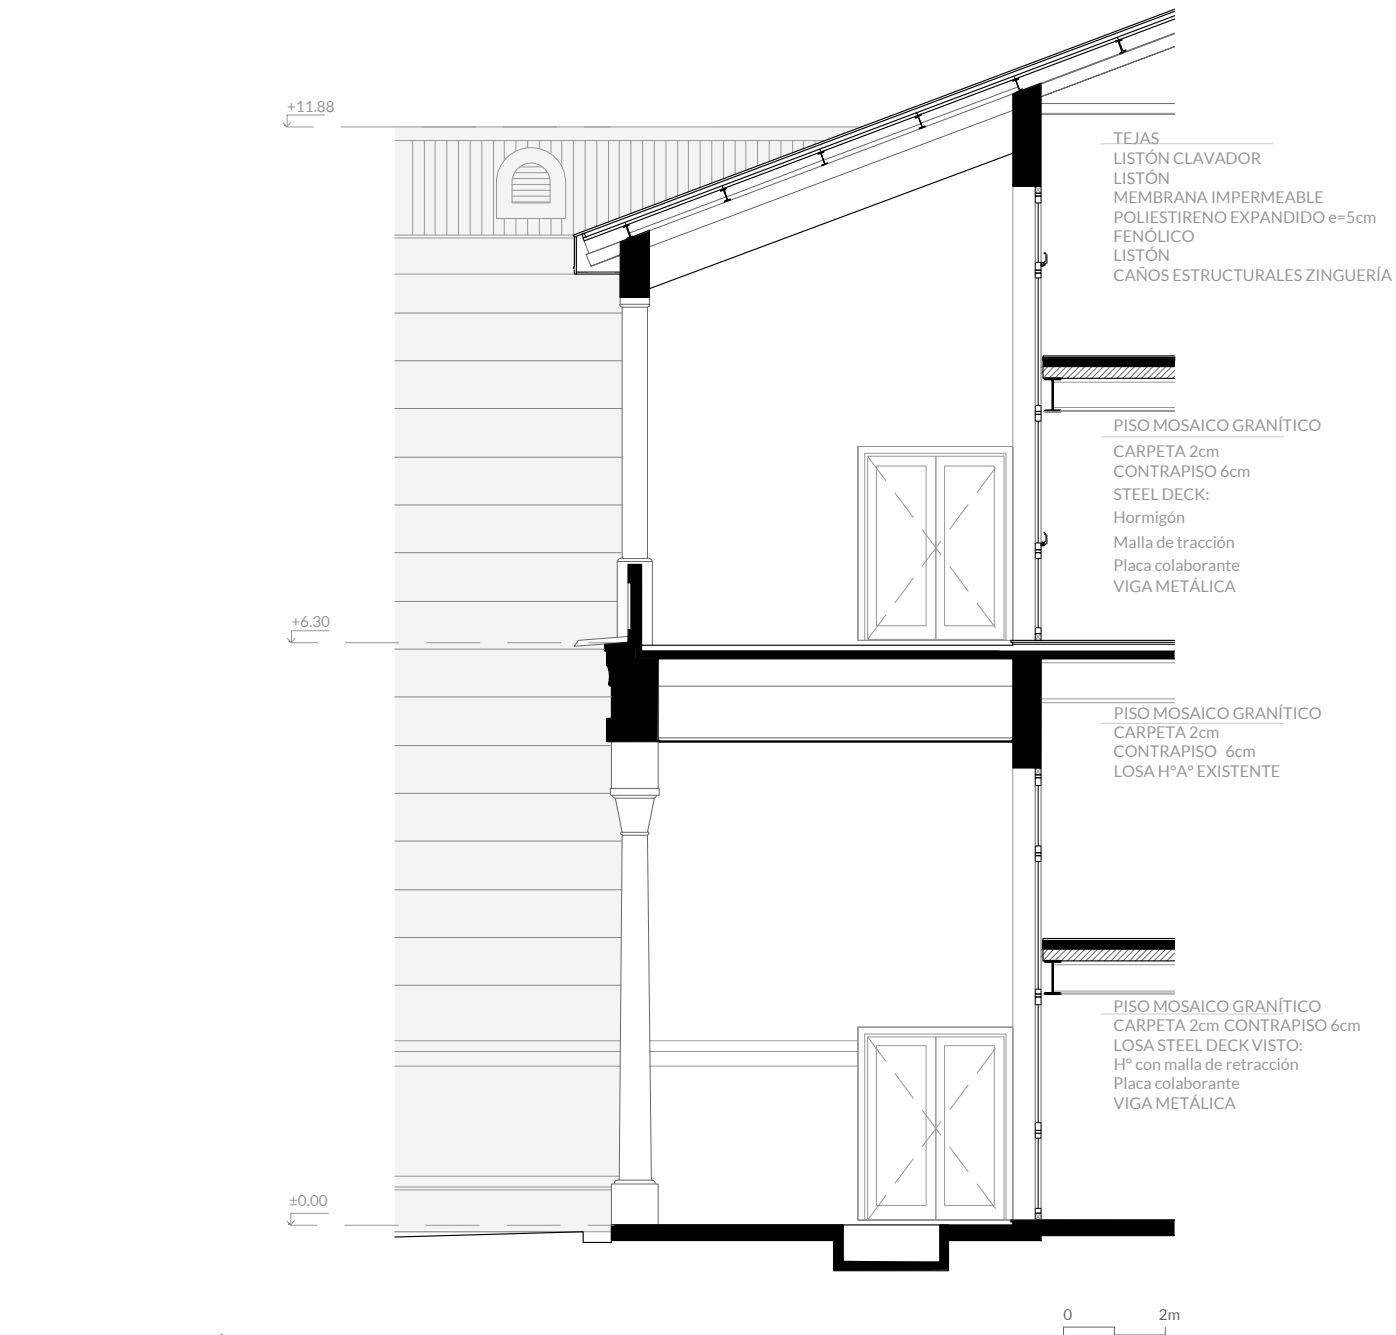 +11.88
TEJAS
LISTÓN CLAVADOR
LISTÓN
MEMBRANA IMPERMEABLE
POLIESTIRENO EXPANDIDO e=5cm
FENÓLICO
LISTÓN
CAÑOS ESTRUCTURALES ZINGUERÍA
PISO MOSAICO GRANÍTICO
CARPETA 2cm
CONTRAPISO 6cm
STEEL DECK:
Hormigón
Malla de tracción
Placa colaborante
VIGA METÁLICA
+6.30
PISO MOSAICO GRANÍTICO
CARPETA 2cm
CONTRAPISO 6cm
LOSA H°A° EXISTENTE
PISO MOSAICO GRANÍTICO
CARPETA 2cm CONTRAPISO 6cm
LOSA STEEL DECK VISTO:
H° con malla de retracción
Placa colaborante
VIGA METÁLICA
±0.00
0 2m